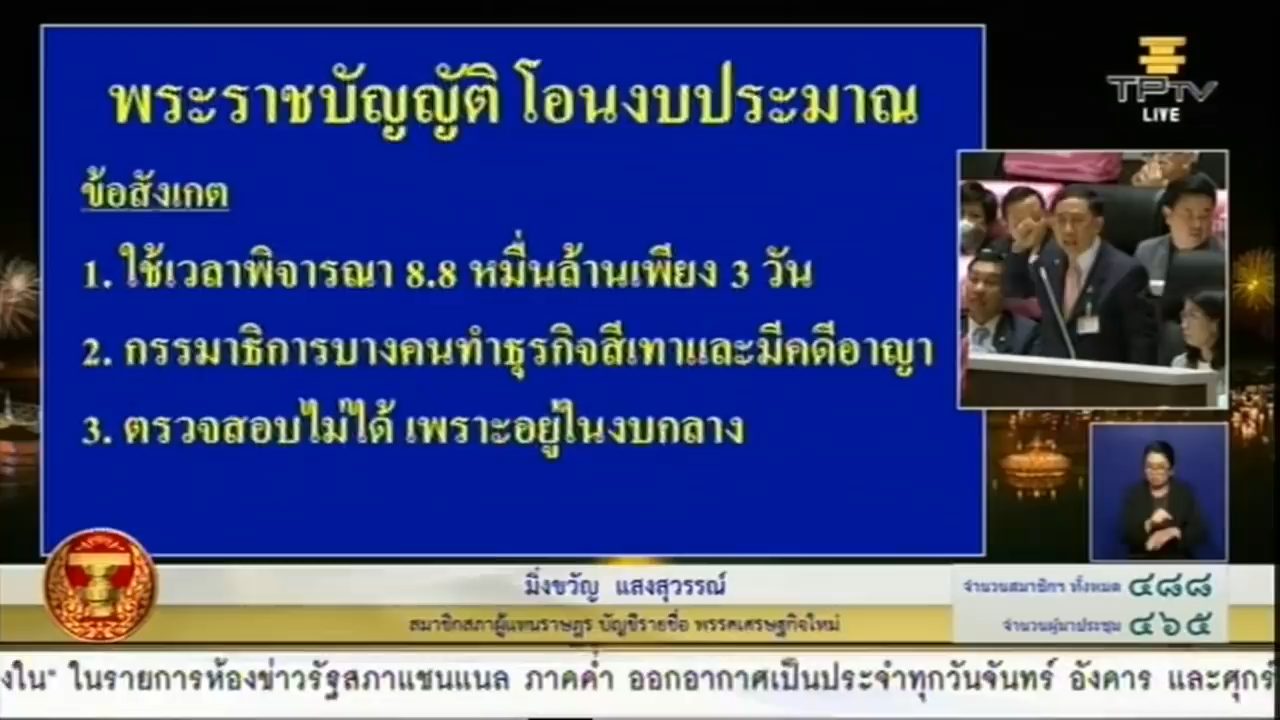 พระราชบัญญัติ โอนงบประมาณ
TPTV
LIVE
ข้อสังเกต
1. ใช้เวลาพิจารณา 8.8 หมื่นล้านเพียง 3 วัน
2. กรรมาธิการบางคนทำธุรกิจสีเทาและมีคดีอาญา
3. ตรวจสอบไม่ได้ เพราะอยู่ในงบกลาง
มิ่งขวัญ แสงสุวรรณ์
จำนวนสมาชิกฯ ทั้งหมด ๔๘๘
สมาชิกสภาผู้แทนราษฎร บัญชีรายชื่อ พรรคเศรษฐกิจใหม่
จำนวนผู้มาประชุม ๔๖๕
งใน" ในรายการห้องข่าวรัฐสภาแชนแนล ภาคค่ำ ออกอากาศเป็นประจำทุกวันจันทร์ อังคาร และศุกร์